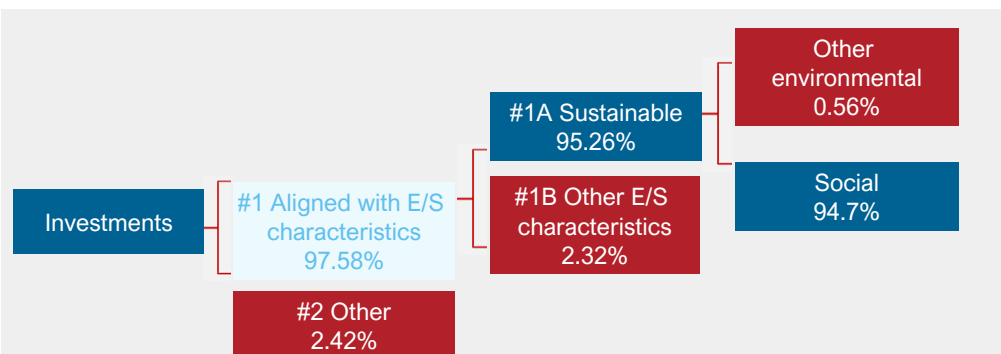 Investments
#1 Aligned with E/S
characteristics
97.58%
#2 Other
2.42%
#1A Sustainable
95.26%
#1B Other E/S
characteristics
2.32%
Other
environmental
0.56%
Social
94.7%